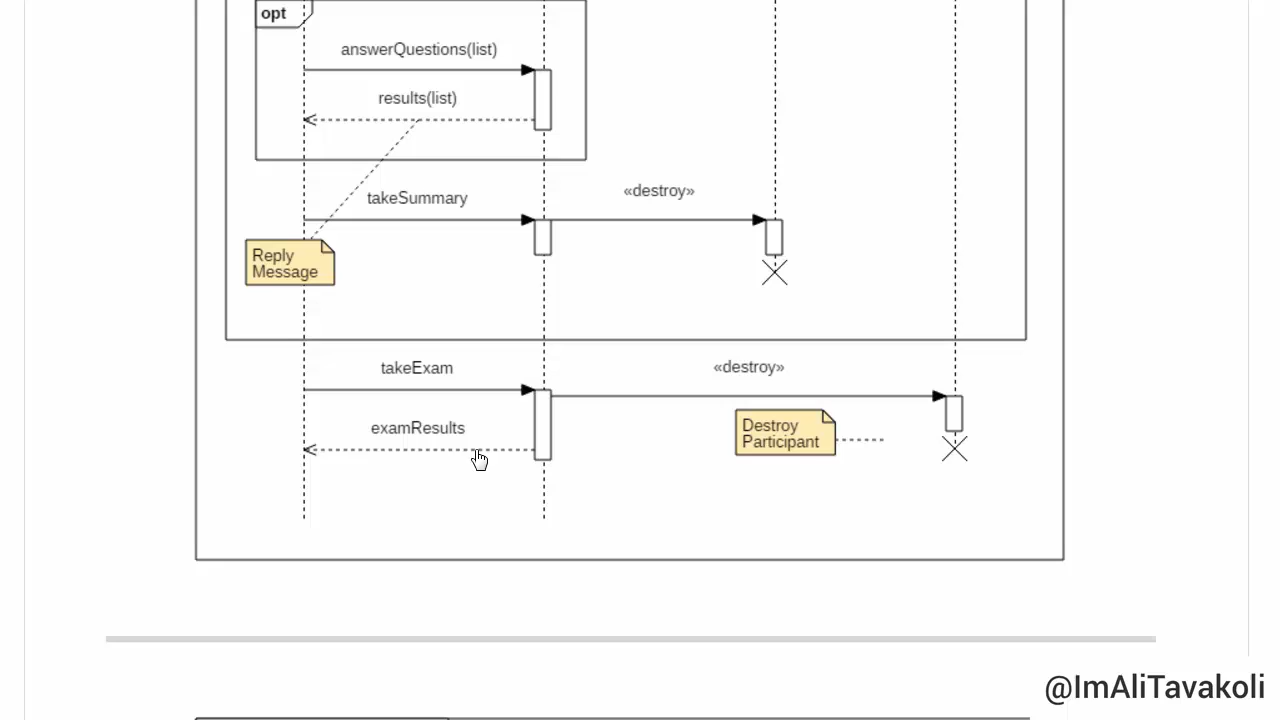 opt
answerQuestions(list)
results(list)
takeSummary
«destroy»
Reply
Message
takeExam
«destroy»
examResults
Destroy
Participant
@ImAliTavakoli